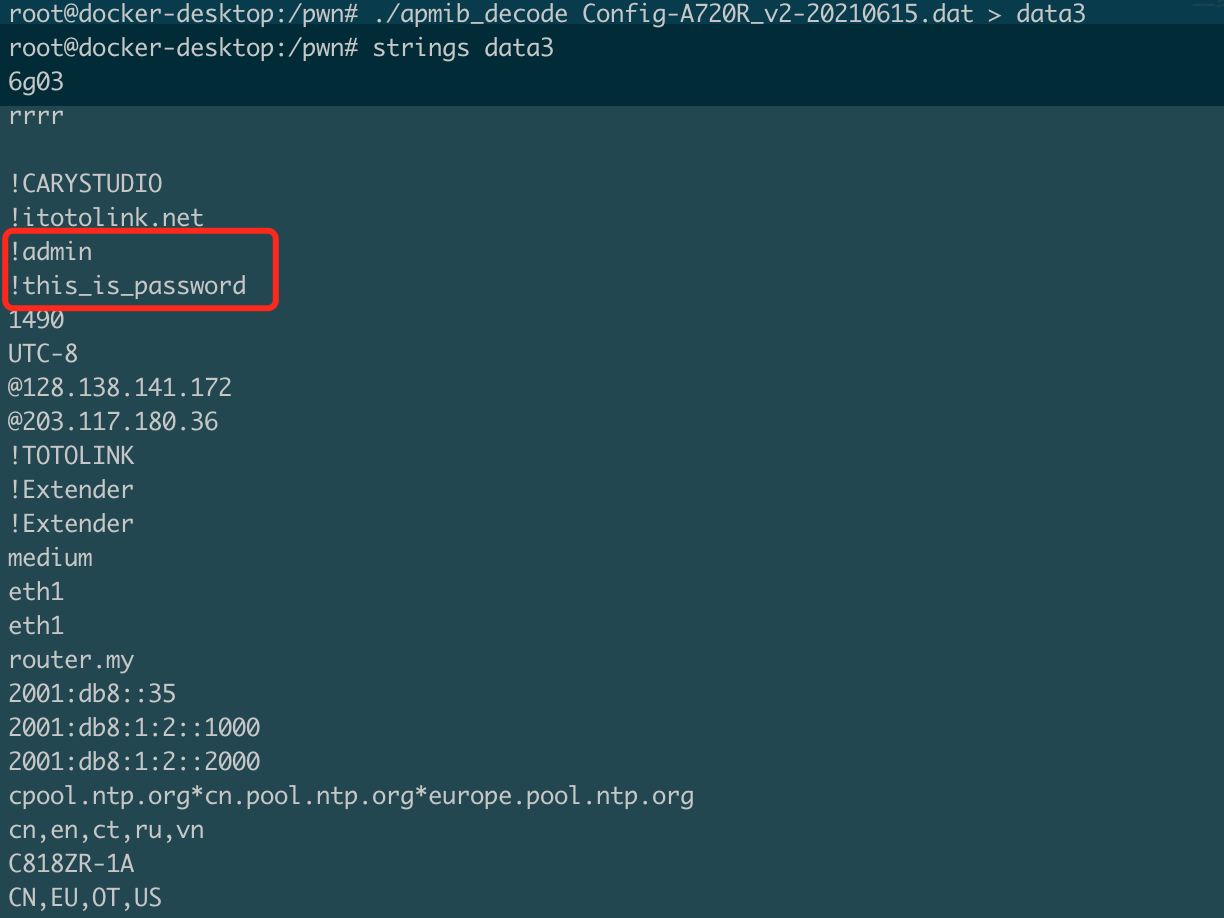 root@docker-desktop:/pwn# ./apmib_decode Config-A720R_v2-20210615.dat > data3
root@docker-desktop:/pwn# strings data3
6g03
rrrr
!CARYSTUDIO
!itotolink.net
!admin
!this_is_password
1490
UTC-8
@128.138.141.172
@203.117.180.36
!TOTOLINK
!Extender
!Extender
medium
eth1
eth1
router.my
2001:db8::35
2001:db8:1:2::1000
2001:db8:1:2::2000
cpool.ntp.org*cn.pool.ntp.org*europe.pool.ntp.org
cn,en,ct,ru,vn
C818ZR-1A
CN,EU,OT,US